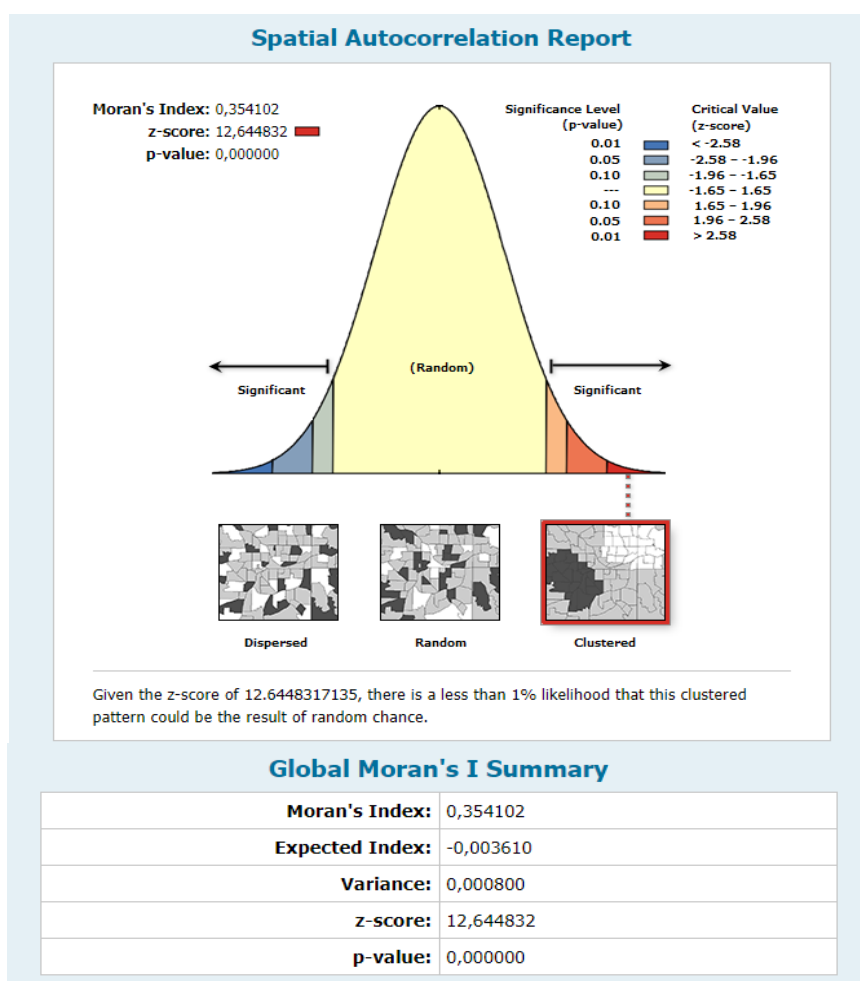 Spatial Autocorrelation Report
Moran's Index: 0,354102
z-score: 12,644832
p-value: 0,000000
Significance Level
(p-value)
Critical Value
(z-score)
0.01 < -2.58
0.05 -2.58 – -1.96
0.10 -1.96 – -1.65
--- -1.65 – 1.65
0.10 1.65 – 1.96
0.05 1.96 – 2.58
0.01 > 2.58
Significant
(Random)
Significant
Dispersed
Random
Clustered
Given the z-score of 12.6448317135, there is a less than 1% likelihood that this clustered
pattern could be the result of random chance.
Global Moran's I Summary
Moran's Index: 0,354102
Expected Index: -0,003610
Variance: 0,000800
z-score: 12,644832
p-value: 0,000000